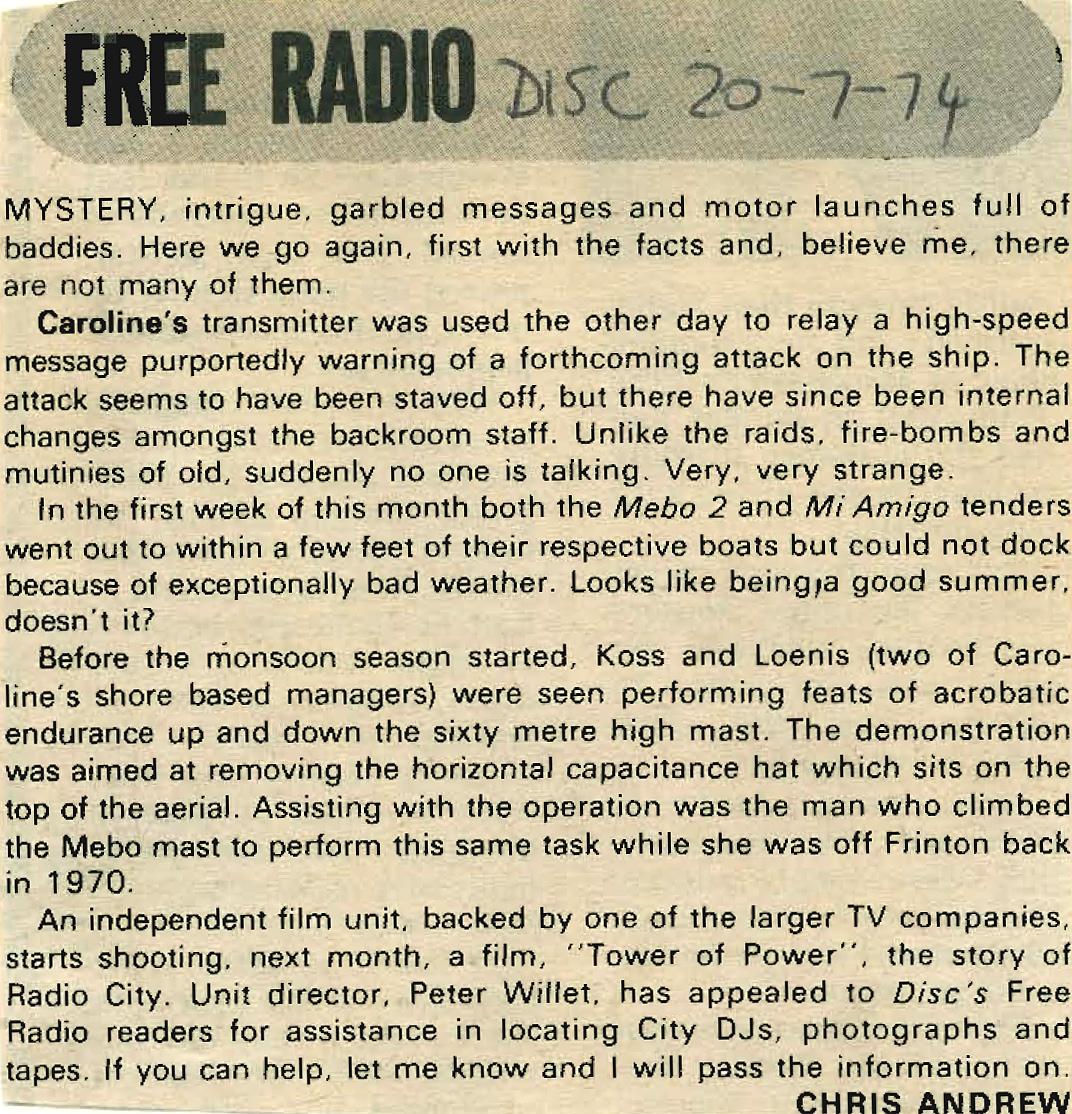 FREE RADIO DISC 20-7-74
MYSTERY, intrigue, garbled messages and motor launches full of
baddies. Here we go again, first with the facts and, believe me, there
are not many of them.
Caroline's transmitter was used the other day to relay a high-speed
message purportedly warning of a forthcoming attack on the ship. The
attack seems to have been staved off, but there have since been internal
changes amongst the backroom staff. Unlike the raids, fire-bombs and
mutinies of old, suddenly no one is talking. Very, very strange.
In the first week of this month both the Mebo 2 and Mi Amigo tenders
went out to within a few feet of their respective boats but could not dock
because of exceptionally bad weather. Looks like being a good summer,
doesn't it?
Before the monsoon season started, Koss and Loenis (two of Caro-
line's shore based managers) were seen performing feats of acrobatic
endurance up and down the sixty metre high mast. The demonstration
was aimed at removing the horizontal capacitance hat which sits on the
top of the aerial. Assisting with the operation was the man who climbed
the Mebo mast to perform this same task while she was off Frinton back
in 1970.
An independent film unit, backed by one of the larger TV companies,
starts shooting, next month, a film, "Tower of Power", the story of
Radio City. Unit director, Peter Willet, has appealed to Disc's Free
Radio readers for assistance in locating City DJs, photographs and
tapes. If you can help, let me know and I will pass the information on.
CHRIS ANDREW